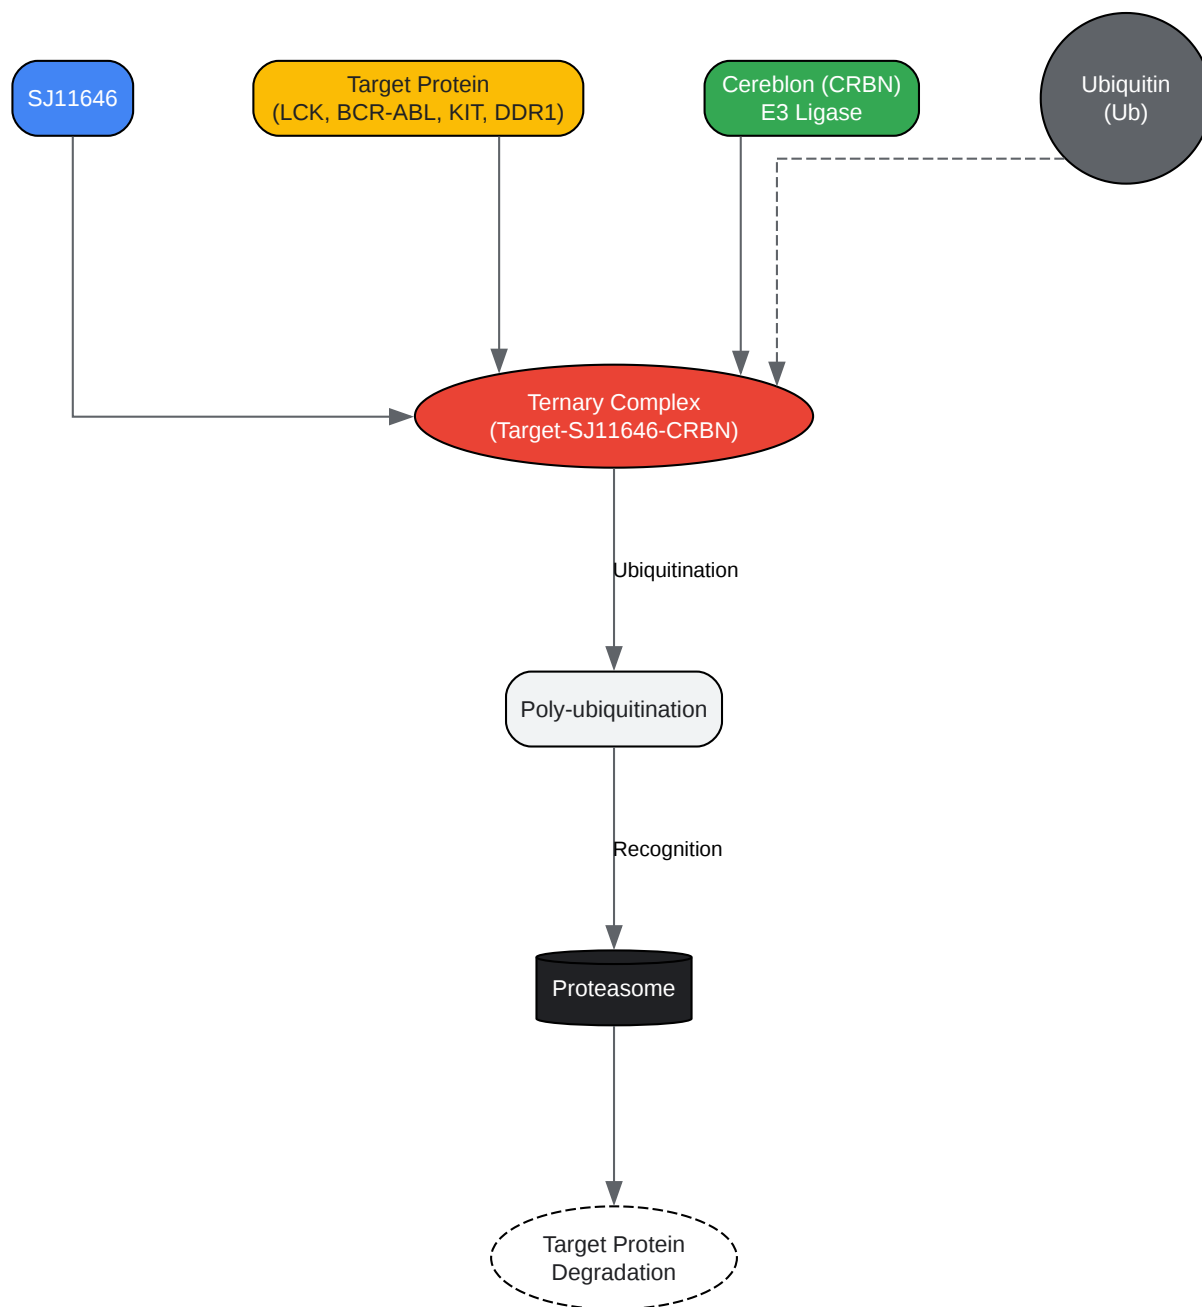 SJ11646
Target Protein
(LCK, BCR-ABL, KIT, DDR1)
Cereblon (CRBN)
E3 Ligase
Ubiquitin
(Ub)
Ternary Complex
(Target-SJ11646-CRBN)
Ubiquitination
Poly-ubiquitination
Recognition
Proteasome
Target Protein
Degradation